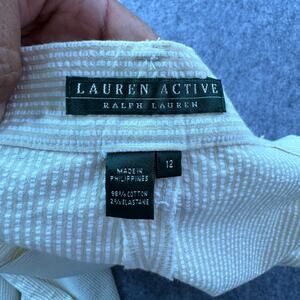 LAUREN ACTIVE
RALPH LAUREN
12
MADE IN
PHILIPPINES
98% COTTON
2% ELASTANE